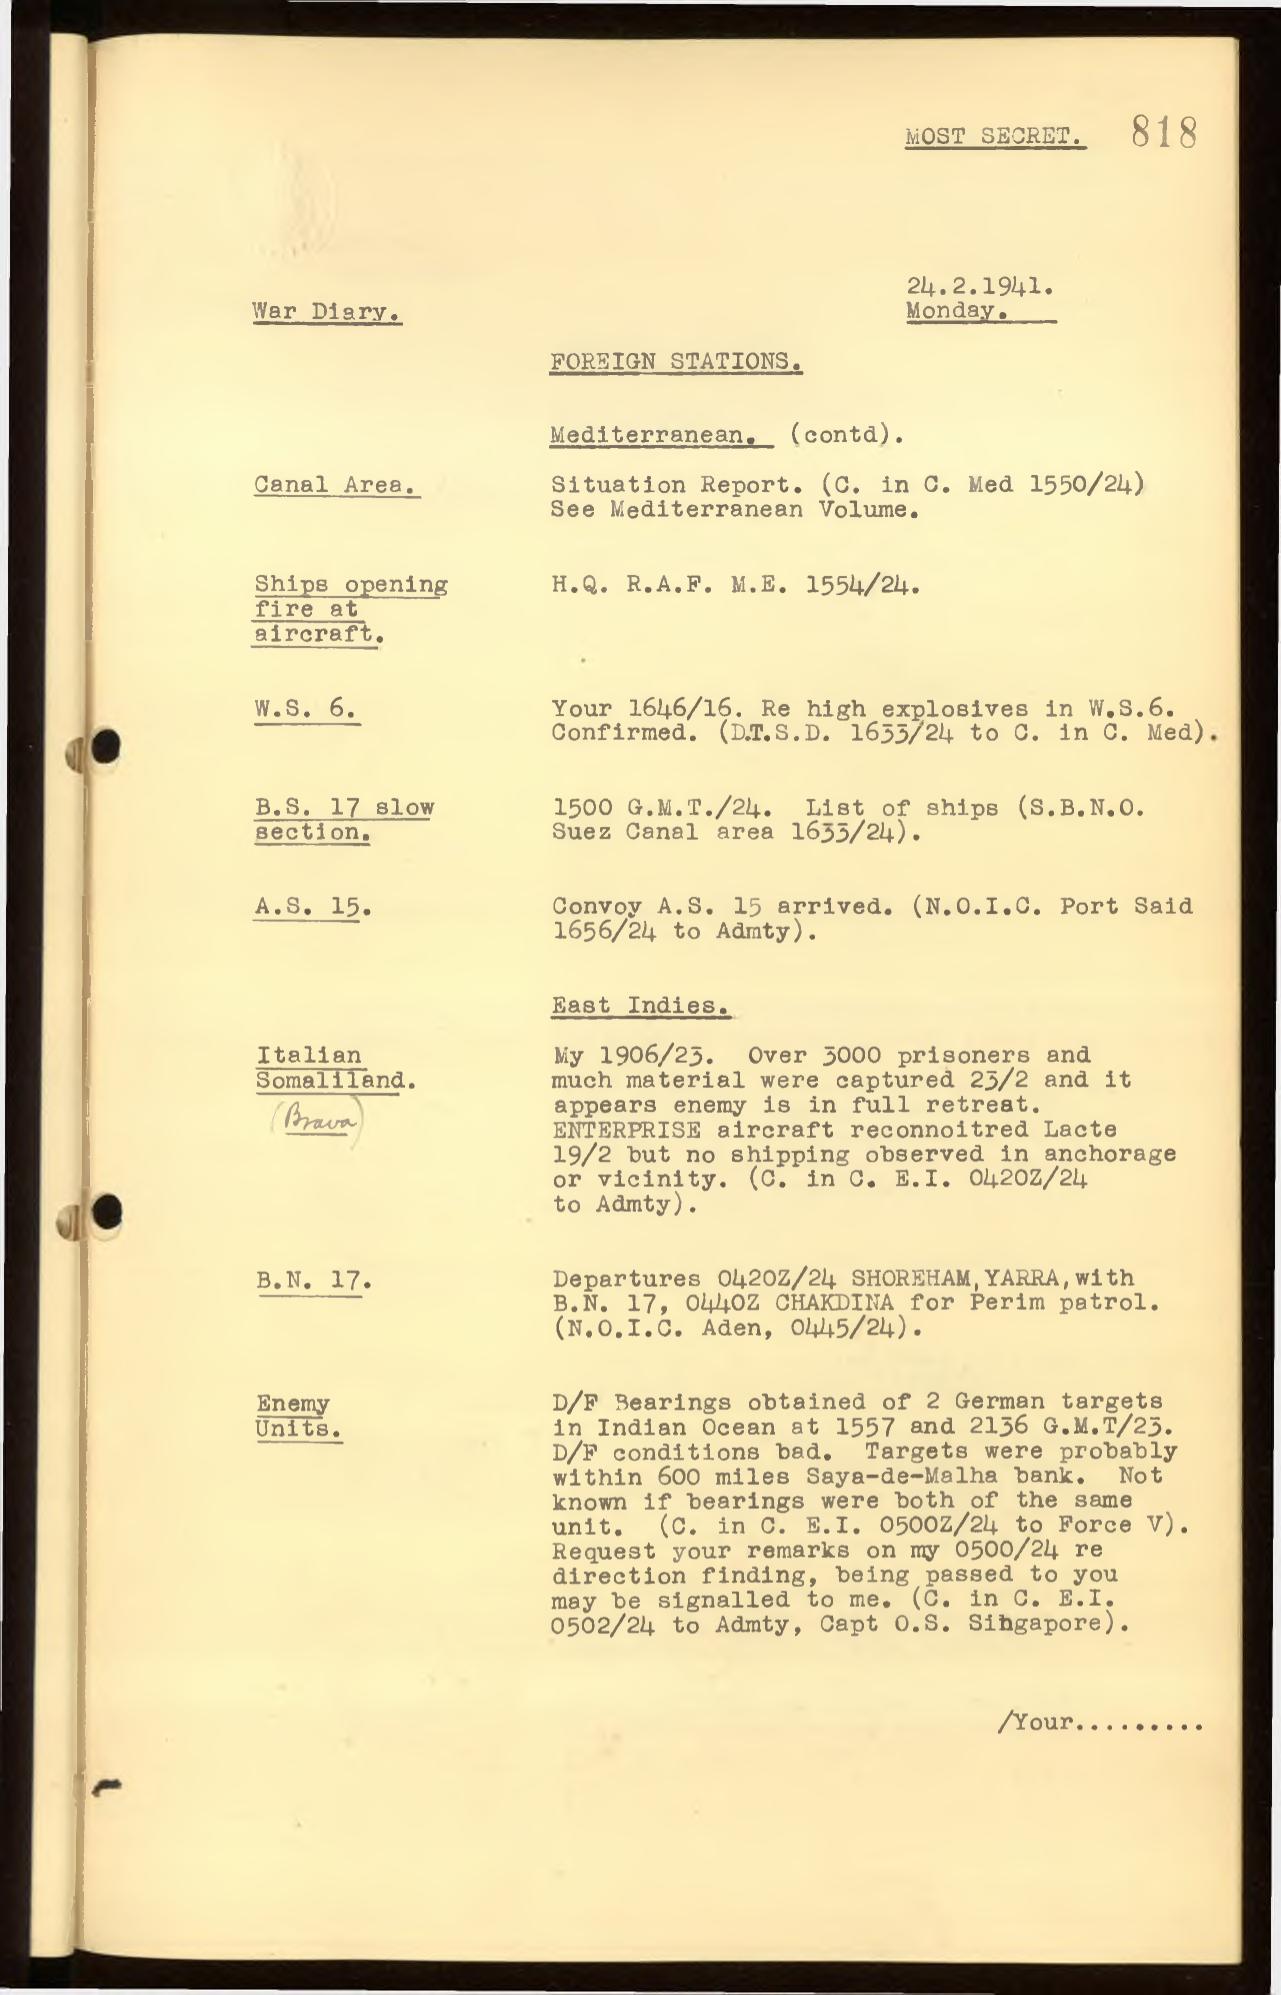 MOST SECRET. 818
24.2.1941.
War Diary. Monday.
FOREIGN STATIONS.
Mediterranean. (contd).
Canal Area. Situation Report. (C. in C. Med 1550/24)
See Mediterranean Volume.
Ships opening H.Q. R.A.F. M.E. 1554/24.
fire at
aircraft.
W.S. 6. Your 1646/16. Re high explosives in W.S.6.
Confirmed. (D.T.S.D. 1633/24 to C. in C. Med).
B.S. 17 slow 1500 G.M.T./24. List of ships (S.B.N.O.
section. Suez Canal area 1633/24).
A.S. 15. Convoy A.S. 15 arrived. (N.O.I.C. Port Said
1656/24 to Admty).
East Indies.
Italian My 1906/23. Over 3000 prisoners and
Somaliland. much material were captured 23/2 and it
(Brava) appears enemy is in full retreat.
ENTERPRISE aircraft reconnoitred Lacte
19/2 but no shipping observed in anchorage
or vicinity. (C. in C. E.I. 0420Z/24
to Admty).
B.N. 17. Departures 0420Z/24 SHOREHAM, YARRA, with
B.N. 17, 0440Z CHAKDINA for Perim patrol.
(N.O.I.C. Aden, 0445/24).
Enemy D/F Bearings obtained of 2 German targets
Units. in Indian Ocean at 1557 and 2136 G.M.T/23.
D/F conditions bad. Targets were probably
within 600 miles Saya-de-Malha bank. Not
known if bearings were both of the same
unit. (C. in C. E.I. 0500Z/24 to Force V).
Request your remarks on my 0500/24 re
direction finding, being passed to you
may be signalled to me. (C. in C. E.I.
0502/24 to Admty, Capt O.S. Singapore).
/Your.........